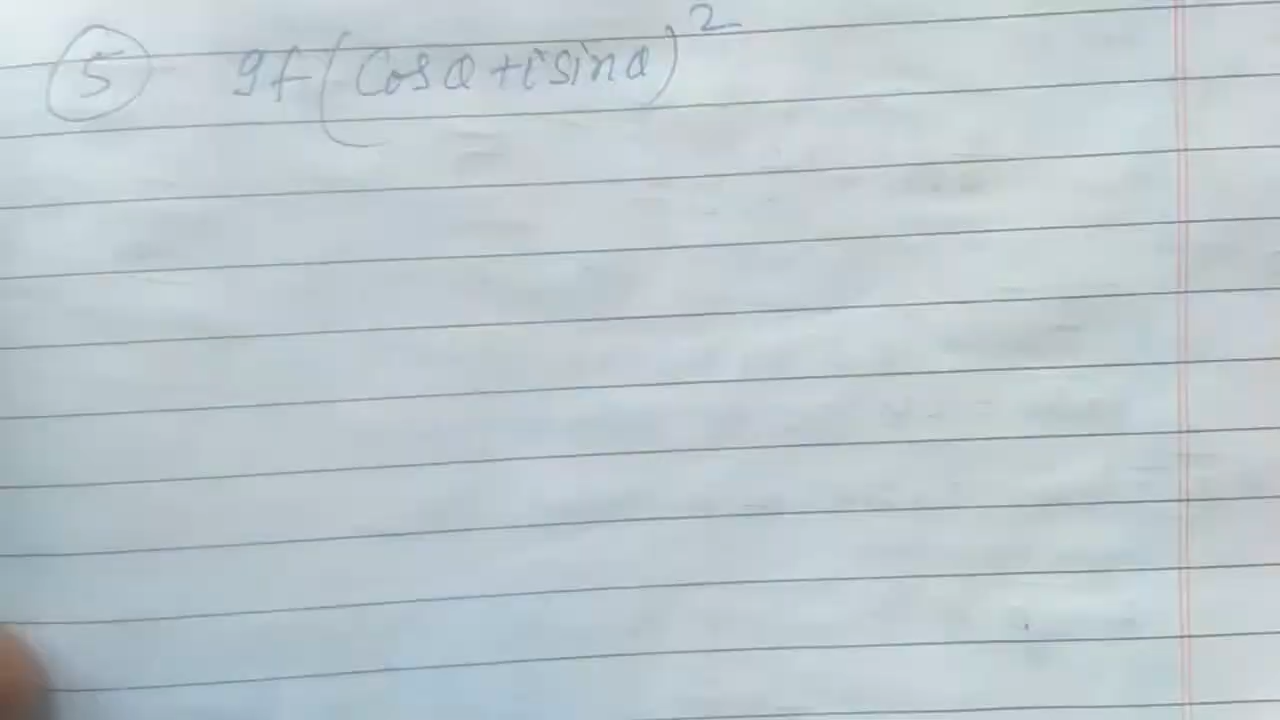 ⑤ If (cos θ + i sin θ)²